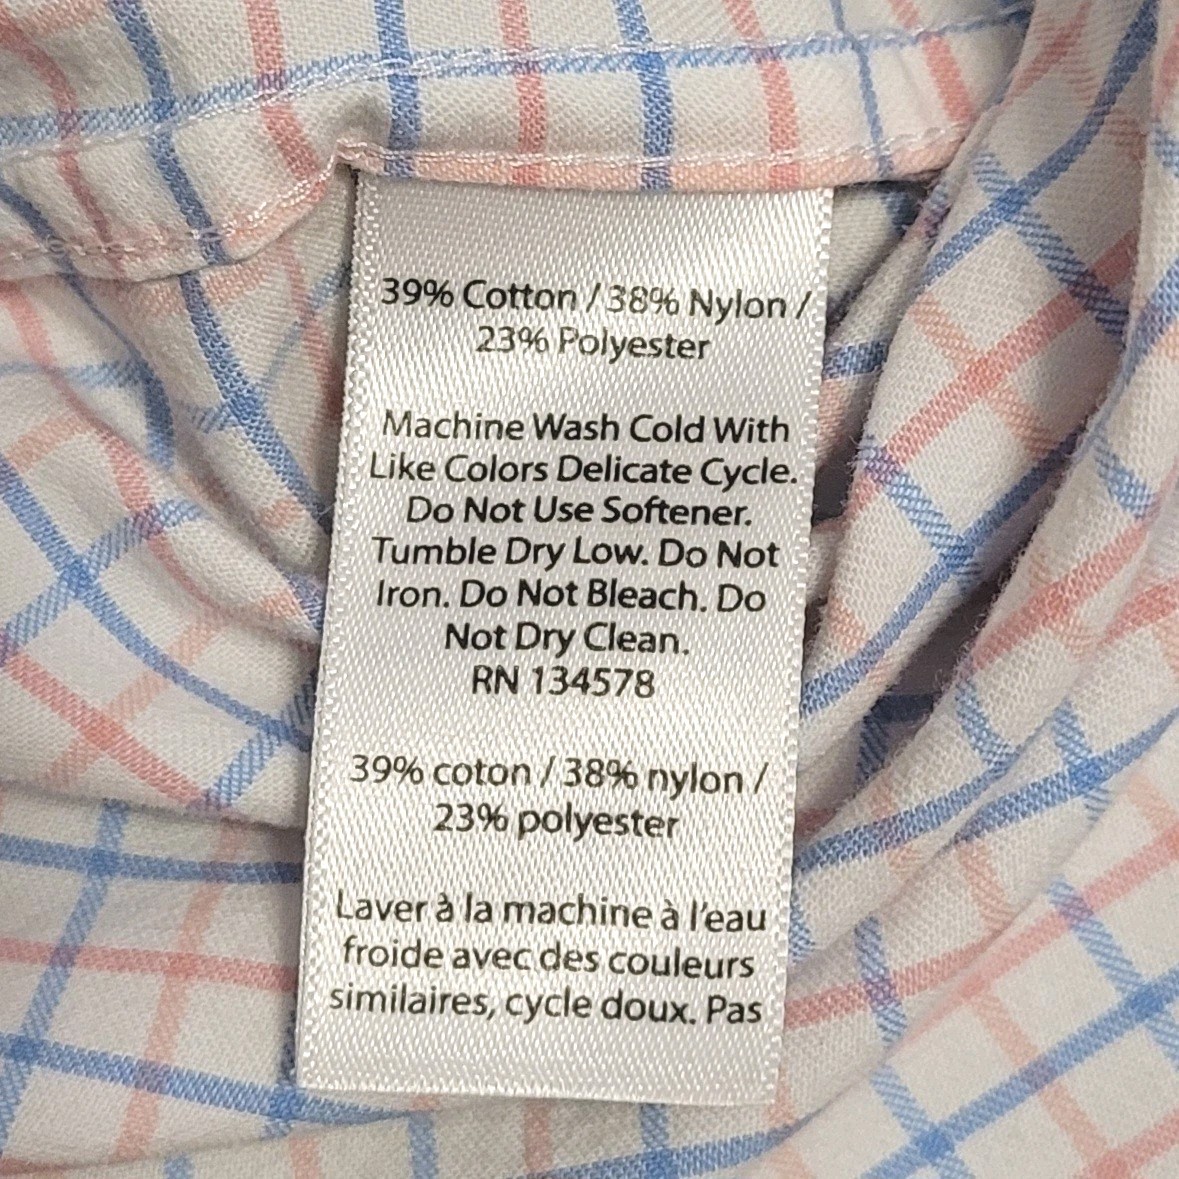 39% Cotton / 38% Nylon /
23% Polyester
Machine Wash Cold With
Like Colors Delicate Cycle.
Do Not Use Softener.
Tumble Dry Low. Do Not
Iron. Do Not Bleach. Do
Not Dry Clean.
RN 134578
39% coton / 38% nylon /
23% polyester
Laver à la machine à l'eau
froide avec des couleurs
similaires, cycle doux. Pas